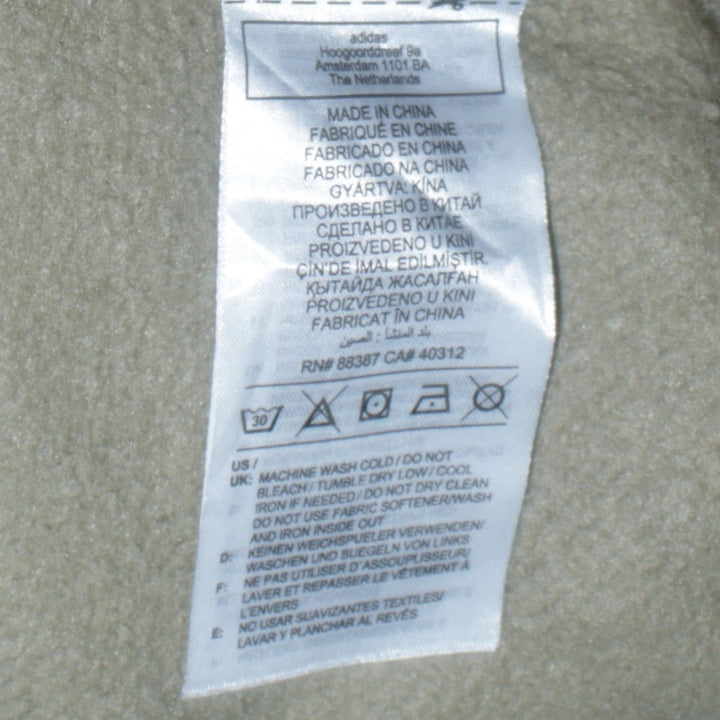 adidas
Hoogoorddreef 9a
Amsterdam 1101 BA
The Netherlands
MADE IN CHINA
FABRIQUÉ EN CHINE
FABRICADO EN CHINA
FABRICADO NA CHINA
GYÁRTVA: KÍNA
ПРОИЗВЕДЕНО В КИТАЙ
СДЕЛАНО В КИТАЕ
PROIZVEDENO U KINI
ÇİN'DE İMAL EDİLMİŞTİR.
ҚЫТАЙДА ЖАСАЛҒАН
PROIZVEDENO U KINI
FABRICAT ÎN CHINA
بلد المنشأ : الصين
RN# 88387 CA# 40312
30
US /
UK: MACHINE WASH COLD / DO NOT
BLEACH / TUMBLE DRY LOW / COOL
IRON IF NEEDED / DO NOT DRY CLEAN
DO NOT USE FABRIC SOFTENER/WASH
AND IRON INSIDE OUT
D: KEINEN WEICHSPUELER VERWENDEN/
WASCHEN UND BUEGELN VON LINKS
F: NE PAS UTILISER D´ASSOUPLISSEUR/
LAVER ET REPASSER LE VÊTEMENT À
L'ENVERS
E: NO USAR SUAVIZANTES TEXTILES/
LAVAR Y PLANCHAR AL REVÉS